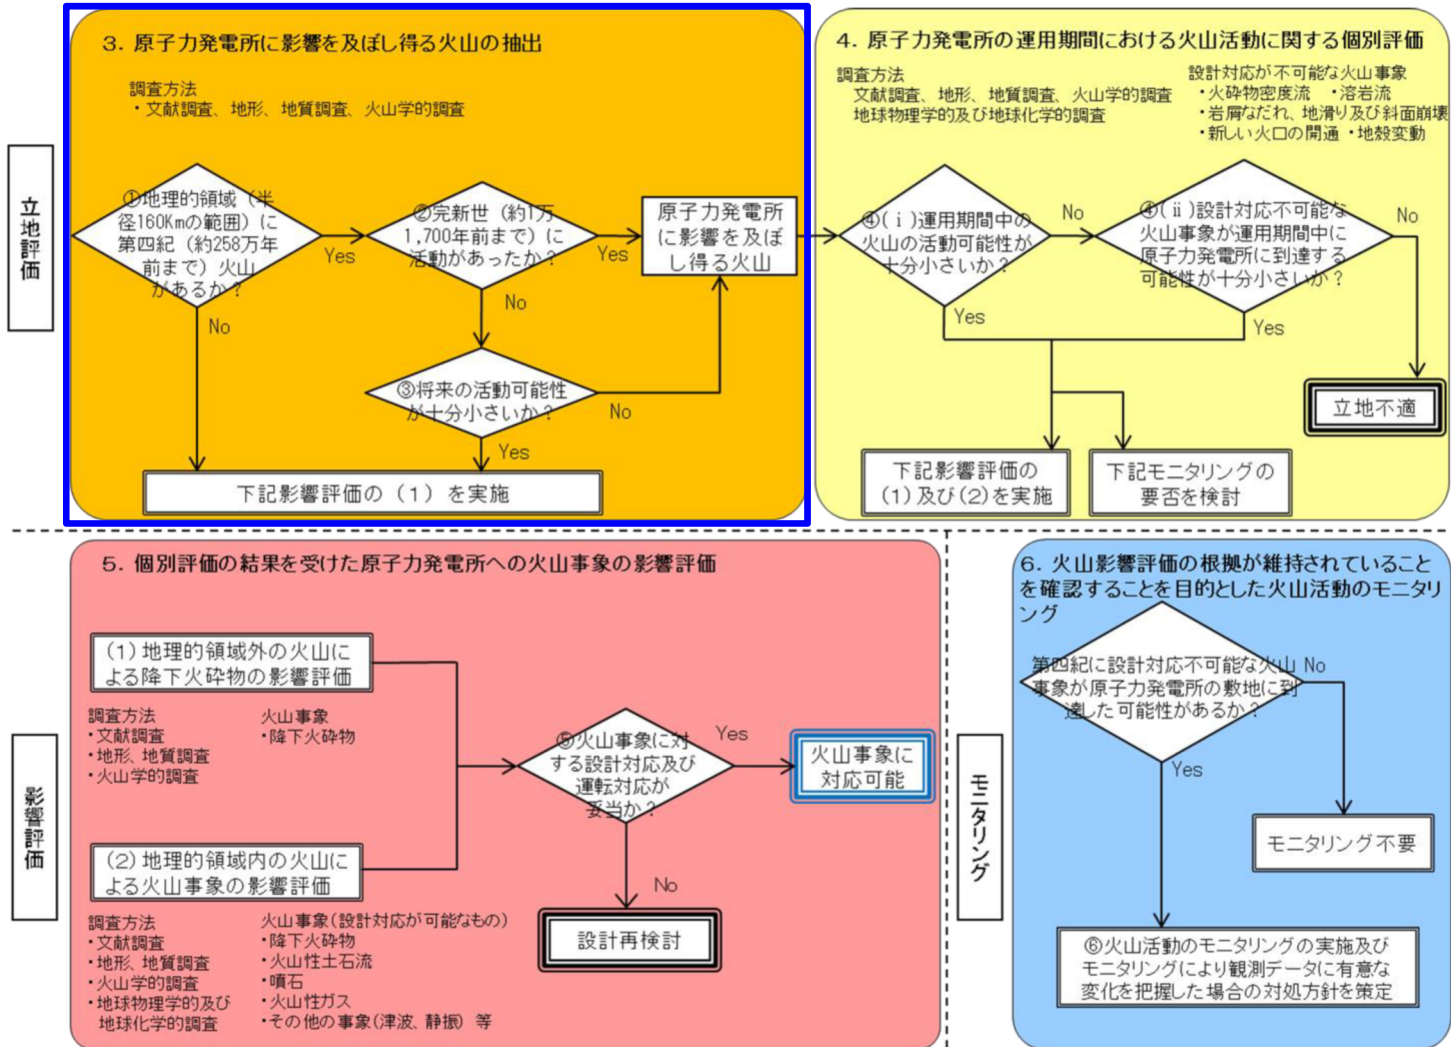 立地評価
3. 原子力発電所に影響を及ぼし得る火山の抽出
調査方法
・文献調査、地形、地質調査、火山学的調査
①地理的領域（半
径160Kmの範囲）に
第四紀（約258万年
前まで）火山
があるか？
Yes
No
②完新世（約1万
1,700年前まで）に
活動があったか？
Yes
No
原子力発電所
に影響を及ぼ
し得る火山
③将来の活動可能性
が十分小さいか？
No
Yes
下記影響評価の（1）を実施
4. 原子力発電所の運用期間における火山活動に関する個別評価
調査方法
文献調査、地形、地質調査、火山学的調査
地球物理学的及び地球化学的調査
設計対応が不可能な火山事象
・火砕物密度流 ・溶岩流
・岩屑なだれ、地滑り及び斜面崩壊
・新しい火口の開通 ・地殻変動
④(ⅰ)運用期間中の
火山の活動可能性が
十分小さいか？
No
Yes
④(ⅱ)設計対応不可能な
火山事象が運用期間中に
原子力発電所に到達する
可能性が十分小さいか？
No
Yes
立地不適
下記影響評価の
(1)及び(2)を実施
下記モニタリングの
要否を検討
影響評価
5. 個別評価の結果を受けた原子力発電所への火山事象の影響評価
(1)地理的領域外の火山に
よる降下火砕物の影響評価
調査方法
・文献調査
・地形、地質調査
・火山学的調査
火山事象
・降下火砕物
(2)地理的領域内の火山に
よる火山事象の影響評価
調査方法
・文献調査
・地形、地質調査
・火山学的調査
・地球物理学的及び
地球化学的調査
火山事象(設計対応が可能なもの)
・降下火砕物
・火山性土石流
・噴石
・火山性ガス
・その他の事象(津波、静振) 等
⑤火山事象に対
する設計対応及び
運転対応が
妥当か？
Yes
No
火山事象に
対応可能
設計再検討
モニタリング
6. 火山影響評価の根拠が維持されていること
を確認することを目的とした火山活動のモニタリ
ング
第四紀に設計対応不可能な火山
事象が原子力発電所の敷地に到
達した可能性があるか？
No
Yes
モニタリング不要
⑥火山活動のモニタリングの実施及び
モニタリングにより観測データに有意な
変化を把握した場合の対処方針を策定